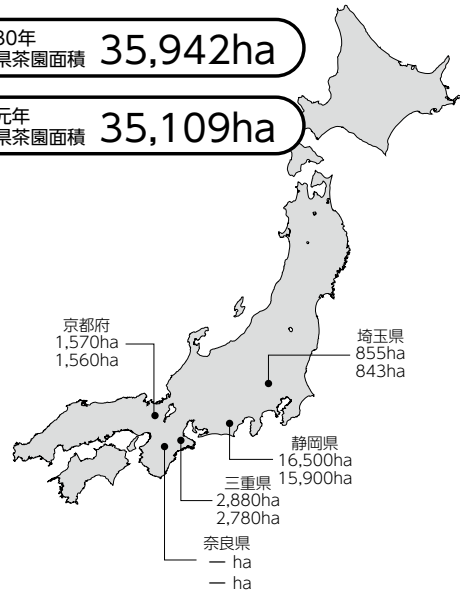 30年
県茶園面積 35,942ha
元年
県茶園面積 35,109ha
京都府
1,570ha
1,560ha
埼玉県
855ha
843ha
静岡県
16,500ha
15,900ha
三重県
2,880ha
2,780ha
奈良県
― ha
― ha